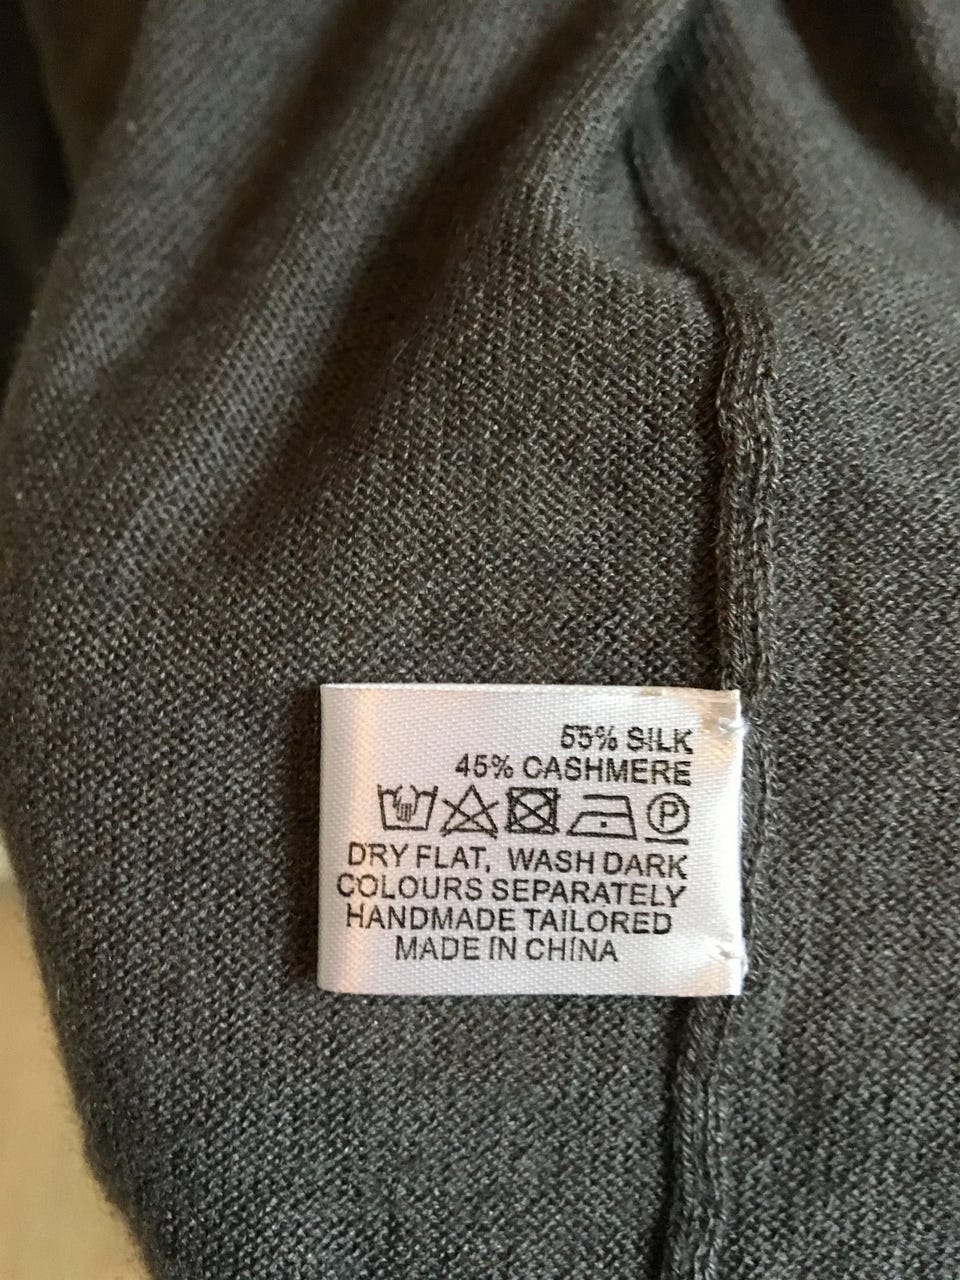 55% SILK
45% CASHMERE
P
DRY FLAT, WASH DARK
COLOURS SEPARATELY
HANDMADE TAILORED
MADE IN CHINA